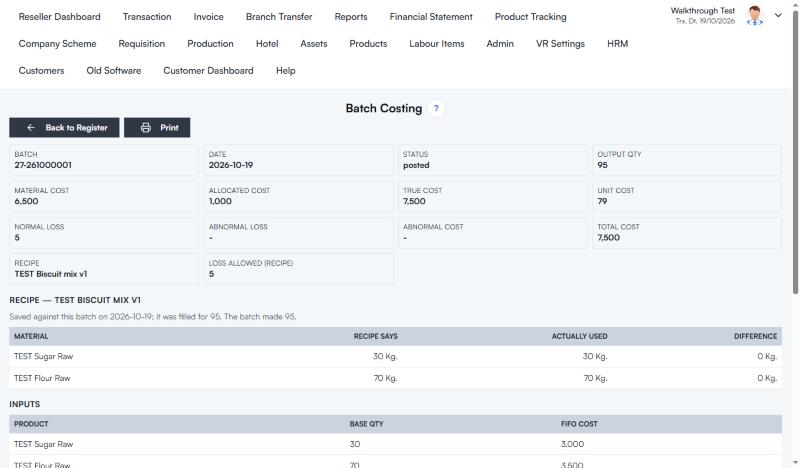 Reseller Dashboard Transaction Invoice Branch Transfer Reports Financial Statement Product Tracking
Walkthrough Test
Trx. Dt. 19/10/2026
Company Scheme Requisition Production Hotel Assets Products Labour Items Admin VR Settings HRM
Customers Old Software Customer Dashboard Help
Batch Costing ?
Back to Register Print
BATCH DATE STATUS OUTPUT QTY
27-261000001 2026-10-19 posted 95
MATERIAL COST ALLOCATED COST TRUE COST UNIT COST
6,500 1,000 7,500 79
NORMAL LOSS ABNORMAL LOSS ABNORMAL COST TOTAL COST
5 - - 7,500
RECIPE LOSS ALLOWED (RECIPE)
TEST Biscuit mix v1 5
RECIPE — TEST BISCUIT MIX V1
Saved against this batch on 2026-10-19; it was filled for 95. The batch made 95.
MATERIAL RECIPE SAYS ACTUALLY USED DIFFERENCE
TEST Sugar Raw 30 Kg. 30 Kg. 0 Kg.
TEST Flour Raw 70 Kg. 70 Kg. 0 Kg.
INPUTS
PRODUCT BASE QTY FIFO COST
TEST Sugar Raw 30 3,000
TEST Flour Raw 70 3,500